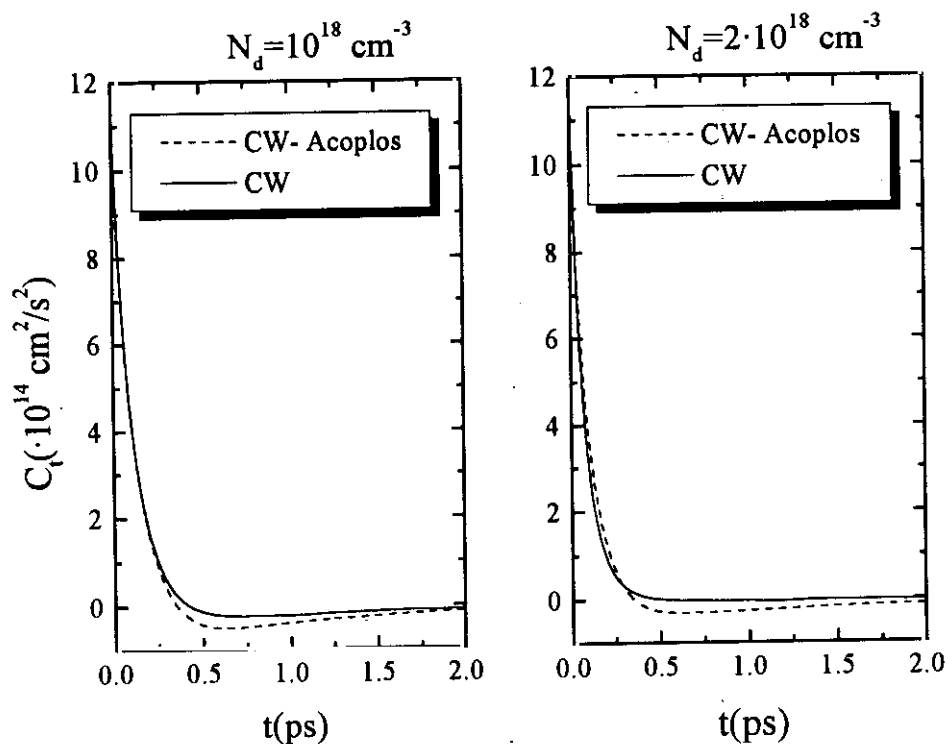 N_d=10^18 cm^-3
12
10
8
6
4
2
0
C_t(·10^14 cm^2/s^2)
CW- Acoplos
CW
0.0 0.5 1.0 1.5 2.0
t(ps)
N_d=2·10^18 cm^-3
12
10
8
6
4
2
0
CW- Acoplos
CW
0.0 0.5 1.0 1.5 2.0
t(ps)